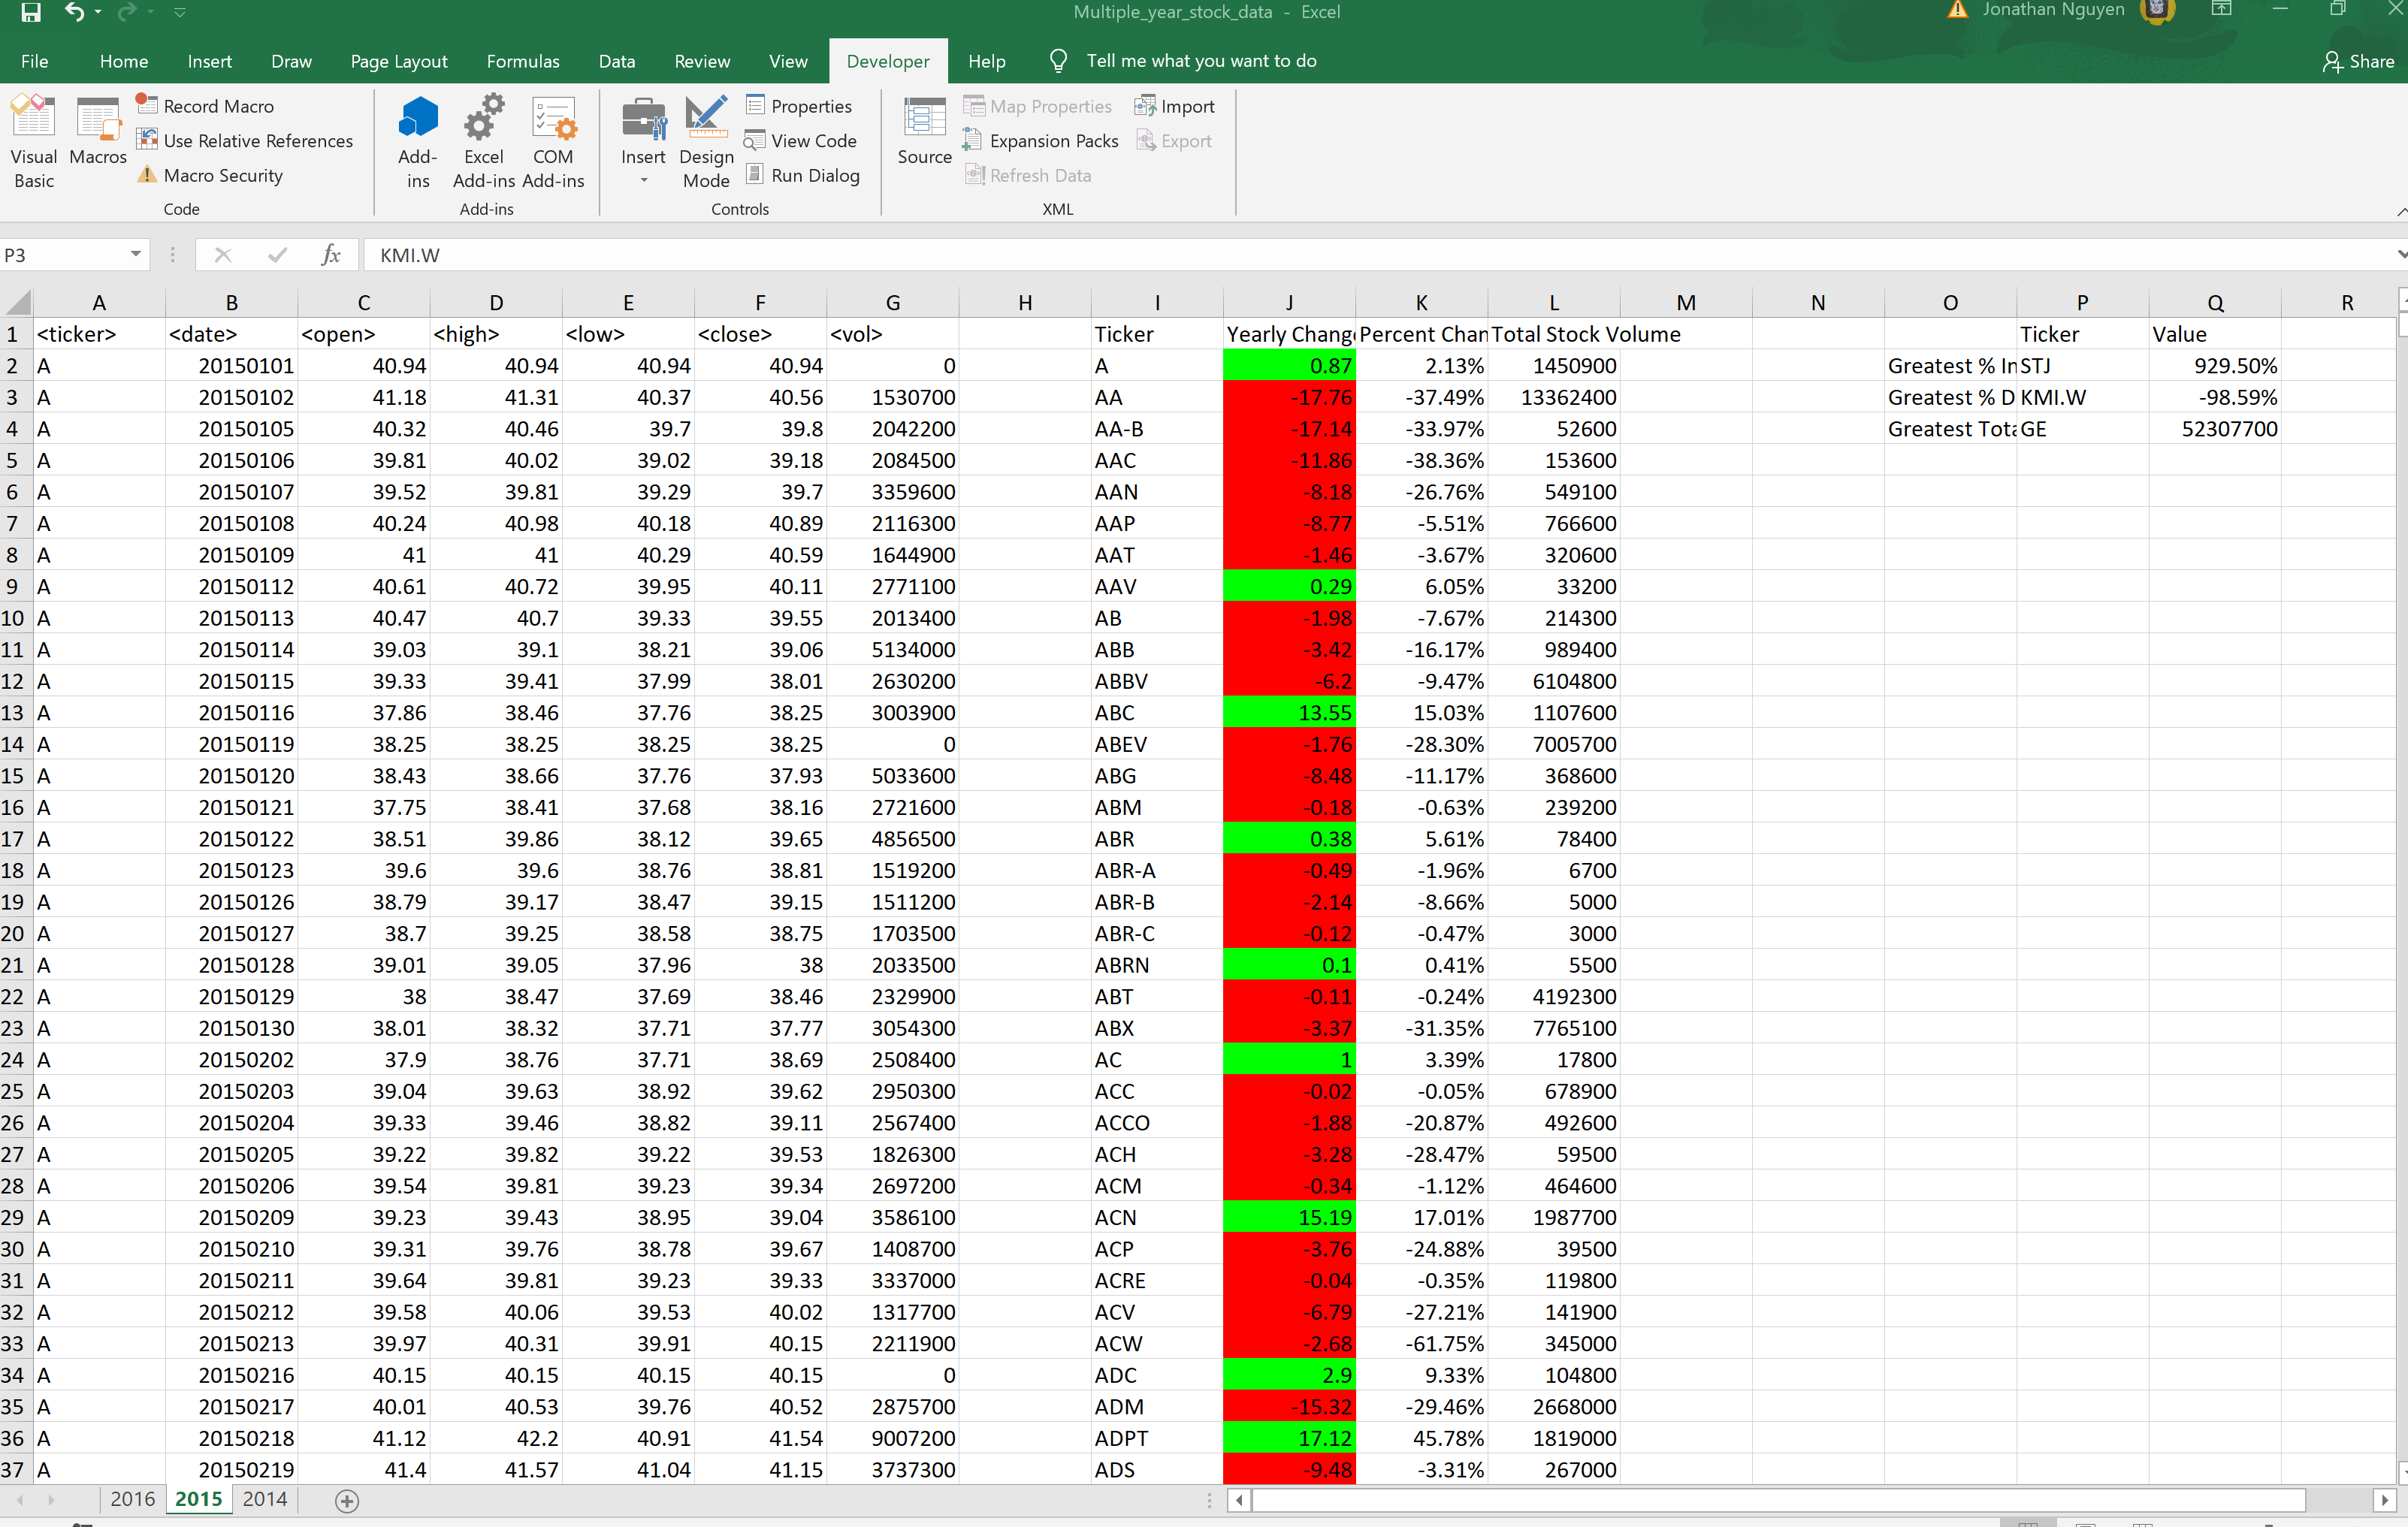 Multiple_year_stock_data - Excel
Jonathan Nguyen
File Home Insert Draw Page Layout Formulas Data Review View Developer Help Tell me what you want to do Share
Visual Basic
Macros
Record Macro
Use Relative References
Macro Security
Code
Add-ins
Excel Add-ins
COM Add-ins
Add-ins
Insert
Design Mode
Properties
View Code
Run Dialog
Controls
Source
Map Properties
Expansion Packs
Refresh Data
Import
Export
XML
P3 fx KMI.W
A B C D E F G H I J K L M N O P Q R
1 <ticker> <date> <open> <high> <low> <close> <vol> Ticker Yearly Change Percent Chan Total Stock Volume Ticker Value
2 A 20150101 40.94 40.94 40.94 40.94 0 A 0.87 2.13% 1450900 Greatest % In STJ 929.50%
3 A 20150102 41.18 41.31 40.37 40.56 1530700 AA -17.76 -37.49% 13362400 Greatest % D KMI.W -98.59%
4 A 20150105 40.32 40.46 39.7 39.8 2042200 AA-B -17.14 -33.97% 52600 Greatest Tota GE 52307700
5 A 20150106 39.81 40.02 39.02 39.18 2084500 AAC -11.86 -38.36% 153600
6 A 20150107 39.52 39.81 39.29 39.7 3359600 AAN -8.18 -26.76% 549100
7 A 20150108 40.24 40.98 40.18 40.89 2116300 AAP -8.77 -5.51% 766600
8 A 20150109 41 41 40.29 40.59 1644900 AAT -1.46 -3.67% 320600
9 A 20150112 40.61 40.72 39.95 40.11 2771100 AAV 0.29 6.05% 33200
10 A 20150113 40.47 40.7 39.33 39.55 2013400 AB -1.98 -7.67% 214300
11 A 20150114 39.03 39.1 38.21 39.06 5134000 ABB -3.42 -16.17% 989400
12 A 20150115 39.33 39.41 37.99 38.01 2630200 ABBV -6.2 -9.47% 6104800
13 A 20150116 37.86 38.46 37.76 38.25 3003900 ABC 13.55 15.03% 1107600
14 A 20150119 38.25 38.25 38.25 38.25 0 ABEV -1.76 -28.30% 7005700
15 A 20150120 38.43 38.66 37.76 37.93 5033600 ABG -8.48 -11.17% 368600
16 A 20150121 37.75 38.41 37.68 38.16 2721600 ABM -0.18 -0.63% 239200
17 A 20150122 38.51 39.86 38.12 39.65 4856500 ABR 0.38 5.61% 78400
18 A 20150123 39.6 39.6 38.76 38.81 1519200 ABR-A -0.49 -1.96% 6700
19 A 20150126 38.79 39.17 38.47 39.15 1511200 ABR-B -2.14 -8.66% 5000
20 A 20150127 38.7 39.25 38.58 38.75 1703500 ABR-C -0.12 -0.47% 3000
21 A 20150128 39.01 39.05 37.96 38 2033500 ABRN 0.1 0.41% 5500
22 A 20150129 38 38.47 37.69 38.46 2329900 ABT -0.11 -0.24% 4192300
23 A 20150130 38.01 38.32 37.71 37.77 3054300 ABX -3.37 -31.35% 7765100
24 A 20150202 37.9 38.76 37.71 38.69 2508400 AC 1 3.39% 17800
25 A 20150203 39.04 39.63 38.92 39.62 2950300 ACC -0.02 -0.05% 678900
26 A 20150204 39.33 39.46 38.82 39.11 2567400 ACCO -1.88 -20.87% 492600
27 A 20150205 39.22 39.82 39.22 39.53 1826300 ACH -3.28 -28.47% 59500
28 A 20150206 39.54 39.81 39.23 39.34 2697200 ACM -0.34 -1.12% 464600
29 A 20150209 39.23 39.43 38.95 39.04 3586100 ACN 15.19 17.01% 1987700
30 A 20150210 39.31 39.76 38.78 39.67 1408700 ACP -3.76 -24.88% 39500
31 A 20150211 39.64 39.81 39.23 39.33 3337000 ACRE -0.04 -0.35% 119800
32 A 20150212 39.58 40.06 39.53 40.02 1317700 ACV -6.79 -27.21% 141900
33 A 20150213 39.97 40.31 39.91 40.15 2211900 ACW -2.68 -61.75% 345000
34 A 20150216 40.15 40.15 40.15 40.15 0 ADC 2.9 9.33% 104800
35 A 20150217 40.01 40.53 39.76 40.52 2875700 ADM -15.32 -29.46% 2668000
36 A 20150218 41.12 42.2 40.91 41.54 9007200 ADPT 17.12 45.78% 1819000
37 A 20150219 41.4 41.57 41.04 41.15 3737300 ADS -9.48 -3.31% 267000
2016 2015 2014